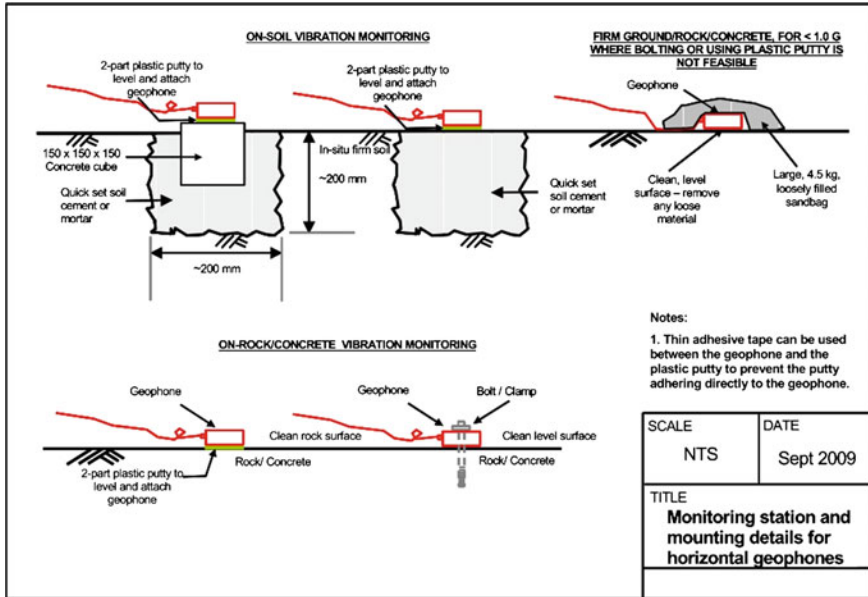 ON-SOIL VIBRATION MONITORING
2-part plastic putty to
level and attach
geophone
150 x 150 x 150
Concrete cube
Quick set soil
cement or
mortar
~200 mm
In-situ firm soil
~200 mm
2-part plastic putty to
level and attach
geophone
Quick set
soil cement
or mortar
FIRM GROUND/ROCK/CONCRETE, FOR < 1.0 G
WHERE BOLTING OR USING PLASTIC PUTTY IS
NOT FEASIBLE
Geophone
Clean, level
surface – remove
any loose
material
Large, 4.5 kg,
loosely filled
sandbag
ON-ROCK/CONCRETE VIBRATION MONITORING
Geophone
Clean rock surface
Rock/ Concrete
2-part plastic putty to
level and attach
geophone
Geophone
Bolt / Clamp
Clean level surface
Rock/ Concrete
Notes:
1. Thin adhesive tape can be used
between the geophone and the
plastic putty to prevent the putty
adhering directly to the geophone.
SCALE
NTS
DATE
Sept 2009
TITLE
Monitoring station and
mounting details for
horizontal geophones